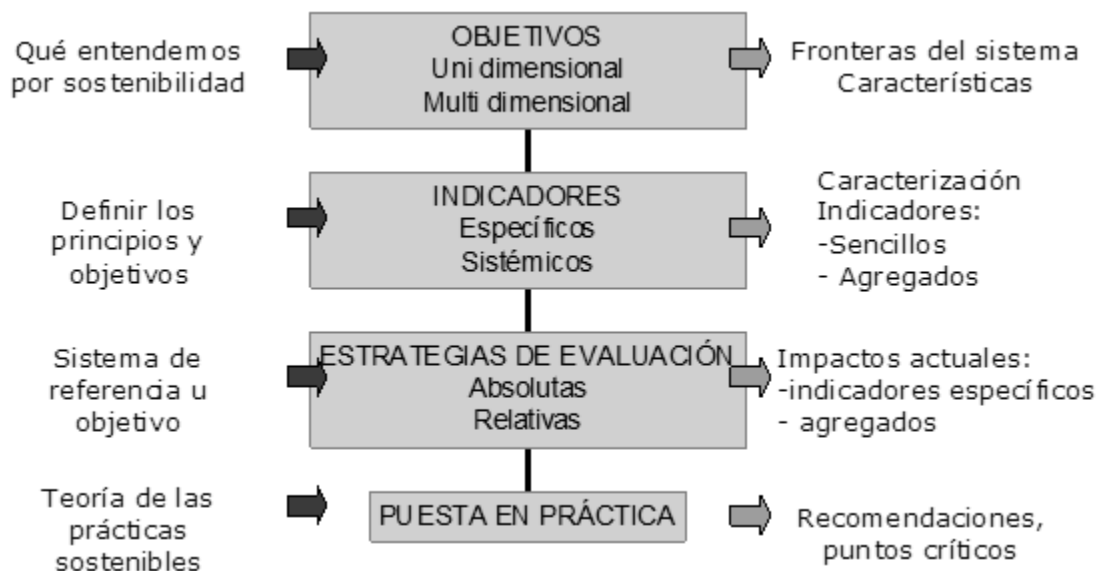 Qué entendemos
por sostenibilidad
OBJETIVOS
Uni dimensional
Multi dimensional
Fronteras del sistema
Características
Definir los
principios y
objetivos
INDICADORES
Específicos
Sistémicos
Caracterización
Indicadores:
-Sencillos
- Agregados
Sistema de
referencia u
objetivo
ESTRATEGIAS DE EVALUACIÓN
Absolutas
Relativas
Impactos actuales:
-indicadores específicos
- agregados
Teoría de las
prácticas
sostenibles
PUESTA EN PRÁCTICA
Recomendaciones,
puntos críticos